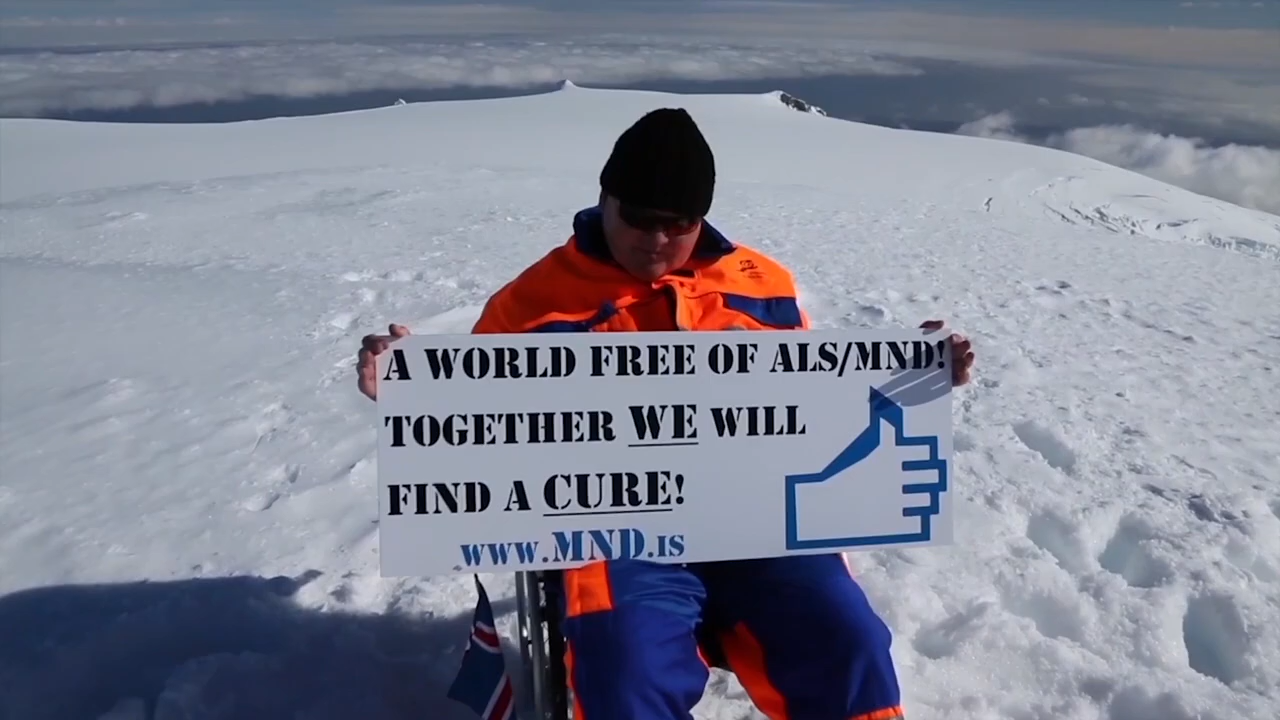 A WORLD FREE OF ALS/MND!
TOGETHER WE WILL
FIND A CURE!
WWW.MND.IS